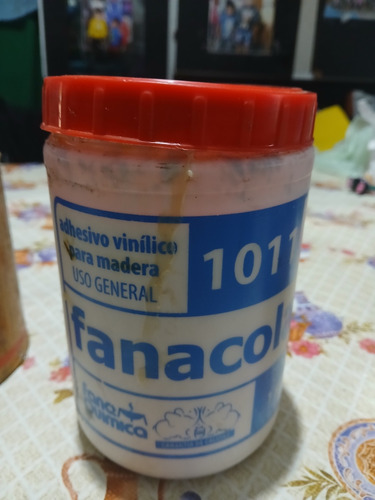 adhesivo vinílico
para madera
USO GENERAL
1011
fanacol
fana
química